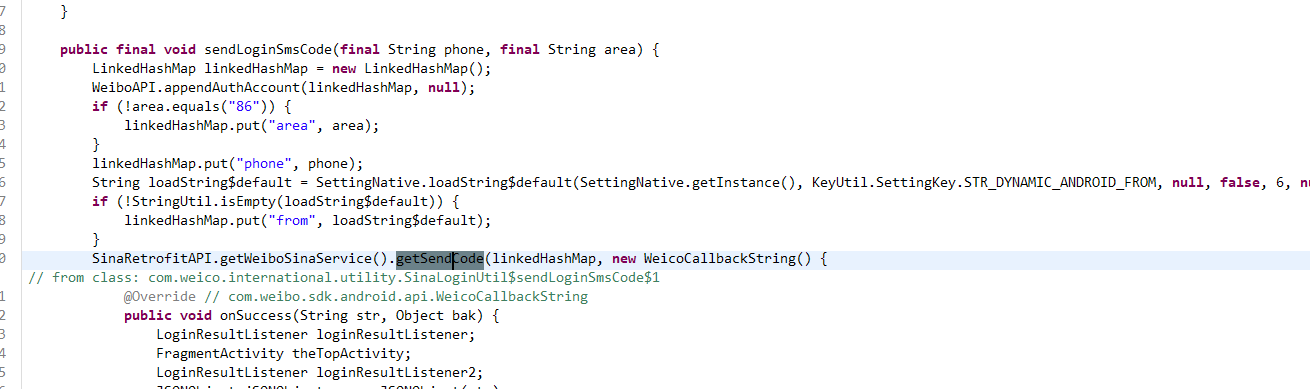 7 }
8
9 public final void sendLoginSmsCode(final String phone, final String area) {
0 LinkedHashMap linkedHashMap = new LinkedHashMap();
1 WeiboAPI.appendAuthAccount(linkedHashMap, null);
2 if (!area.equals("86")) {
3 linkedHashMap.put("area", area);
4 }
5 linkedHashMap.put("phone", phone);
6 String loadString$default = SettingNative.loadString$default(SettingNative.getInstance(), KeyUtil.SettingKey.STR_DYNAMIC_ANDROID_FROM, null, false, 6, nu
7 if (!StringUtil.isEmpty(loadString$default)) {
8 linkedHashMap.put("from", loadString$default);
9 }
0 SinaRetrofitAPI.getWeiboSinaService().getSendCode(linkedHashMap, new WeicoCallbackString() {
// from class: com.weico.international.utility.SinaLoginUtil$sendLoginSmsCode$1
1 @Override // com.weibo.sdk.android.api.WeicoCallbackString
2 public void onSuccess(String str, Object bak) {
3 LoginResultListener loginResultListener;
4 FragmentActivity theTopActivity;
5 LoginResultListener loginResultListener2;